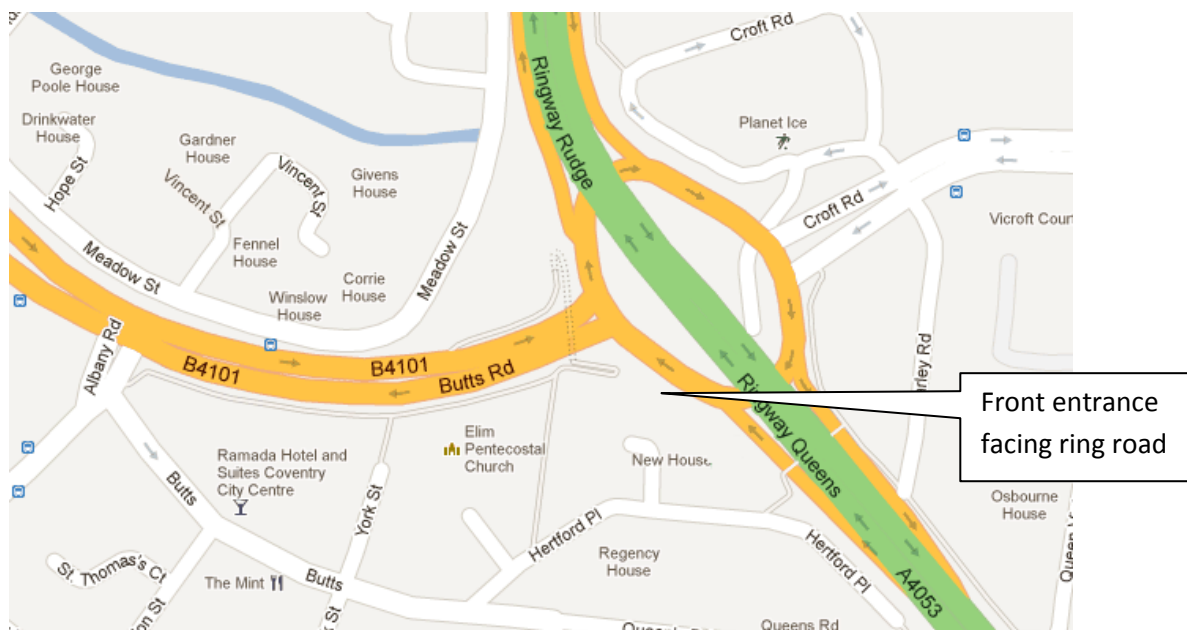 Croft Rd
George
Poole House
Ringway Rudge
Drinkwater
House
Planet Ice
Gardner
House
Hope St
Vincent St
Vincent St
Givens
House
Croft Rd
Vicroft Court
Fennel
House
Meadow St
Meadow St
Corrie
House
Winslow
House
Albany Rd
B4101
B4101
Butts Rd
Ringway Queens
Front entrance
facing ring road
Elim
Pentecostal
Church
New House
Ramada Hotel and
Suites Coventry
City Centre
Butts
York St
Hertford Pl
Hertford Pl
Osbourne
House
Regency
House
St. Thomas's Ct
The Mint
Butts
A4053
Queens Rd